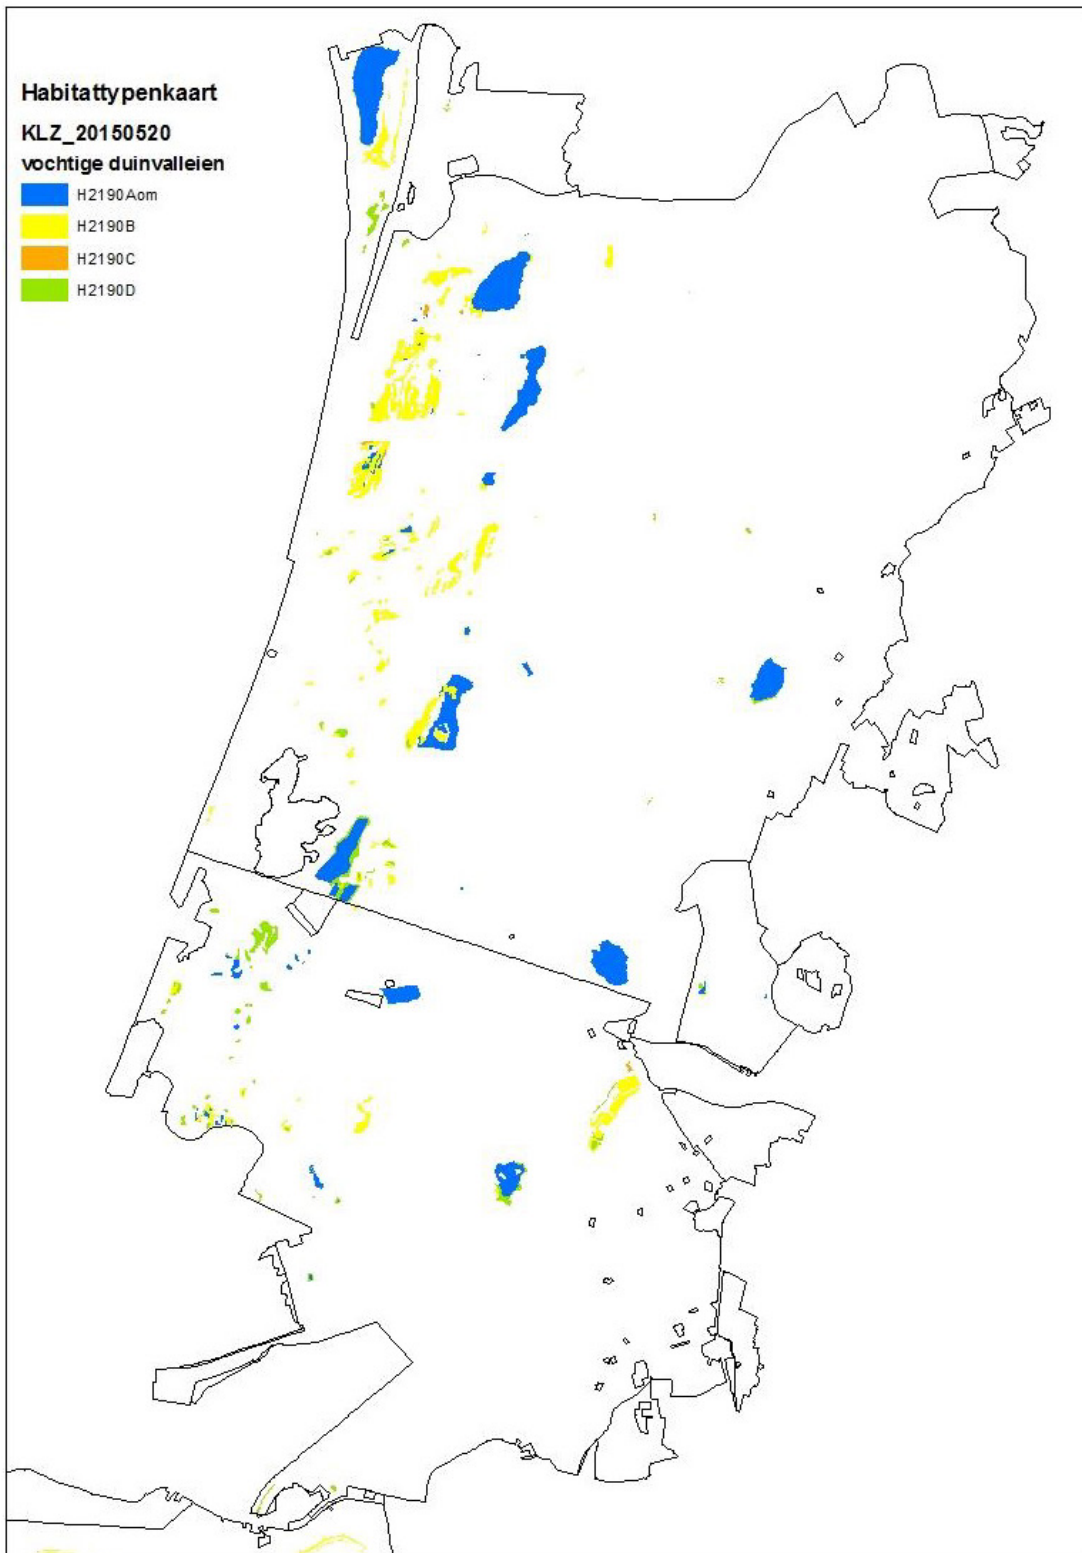 Habitattypenkaart
KLZ_20150520
vochtige duinvalleien
H2190Aom
H2190B
H2190C
H2190D